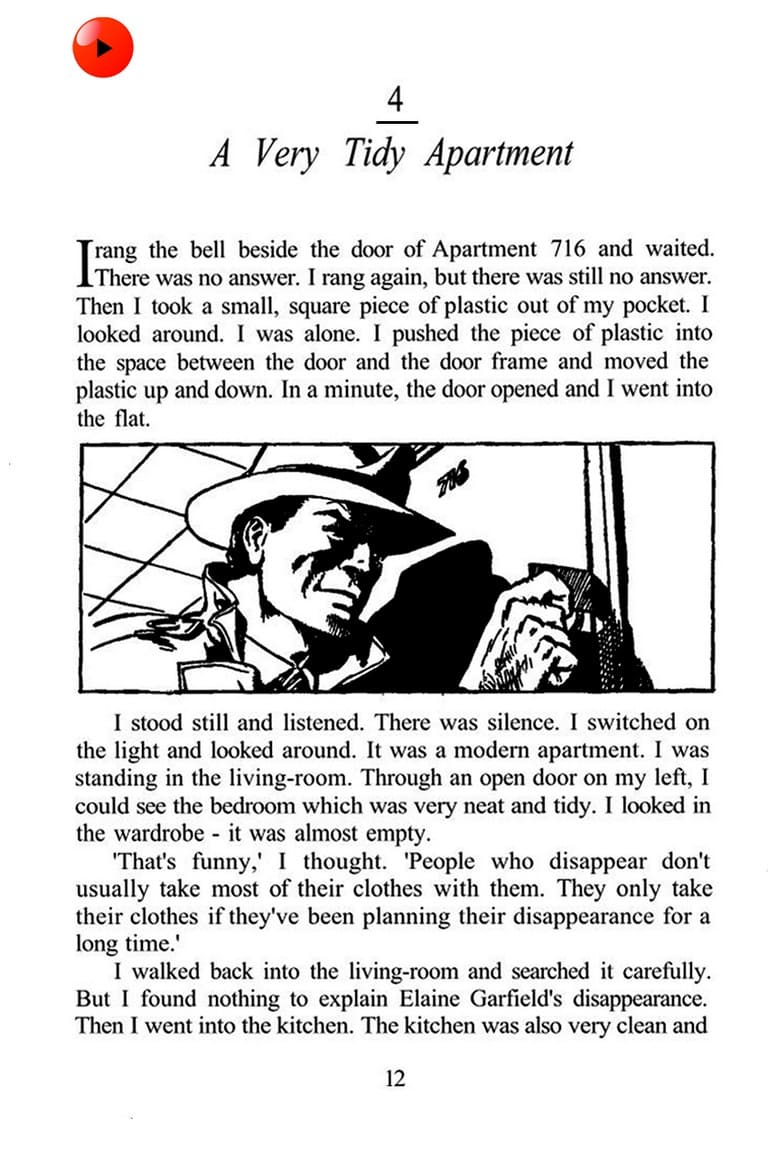 4
A Very Tidy Apartment
I rang the bell beside the door of Apartment 716 and waited.
There was no answer. I rang again, but there was still no answer.
Then I took a small, square piece of plastic out of my pocket. I
looked around. I was alone. I pushed the piece of plastic into
the space between the door and the door frame and moved the
plastic up and down. In a minute, the door opened and I went into
the flat.
716
I stood still and listened. There was silence. I switched on
the light and looked around. It was a modern apartment. I was
standing in the living-room. Through an open door on my left, I
could see the bedroom which was very neat and tidy. I looked in
the wardrobe - it was almost empty.
'That's funny,' I thought. 'People who disappear don't
usually take most of their clothes with them. They only take
their clothes if they've been planning their disappearance for a
long time.'
I walked back into the living-room and searched it carefully.
But I found nothing to explain Elaine Garfield's disappearance.
Then I went into the kitchen. The kitchen was also very clean and
12